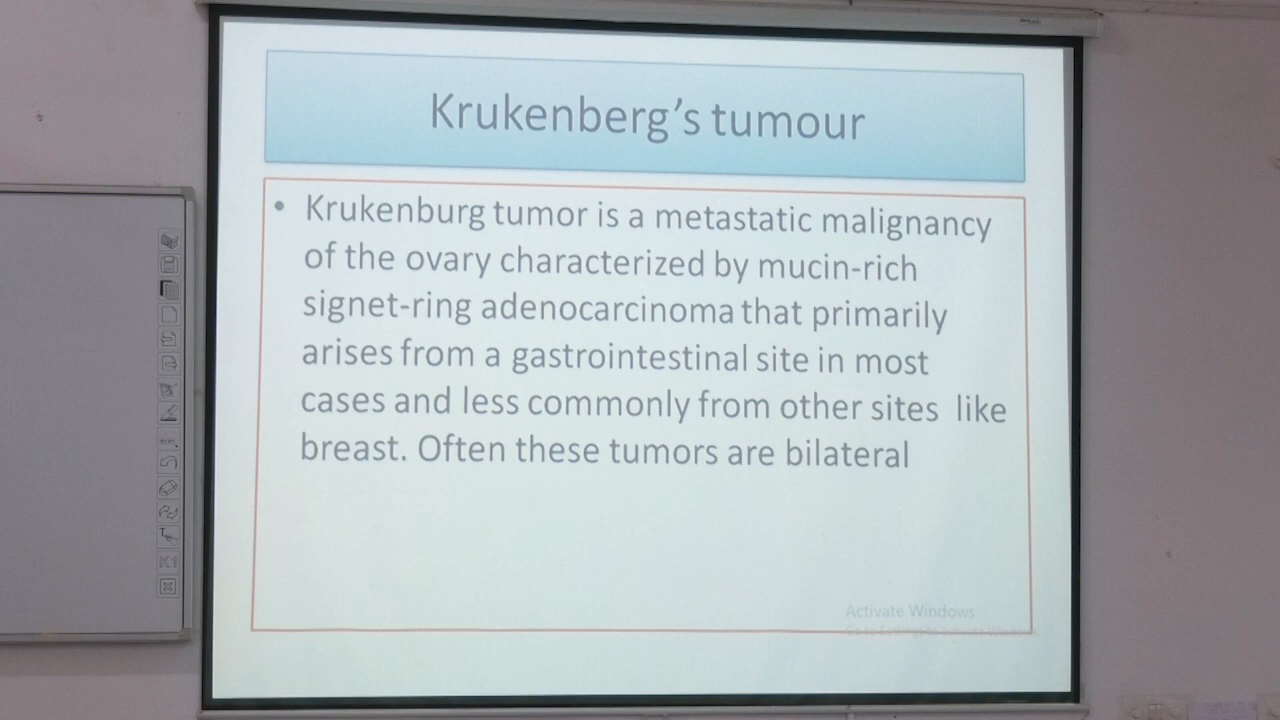 Krukenberg's tumour
• Krukenburg tumor is a metastatic malignancy
of the ovary characterized by mucin-rich
signet-ring adenocarcinoma that primarily
arises from a gastrointestinal site in most
cases and less commonly from other sites like
breast. Often these tumors are bilateral
Activate Windows